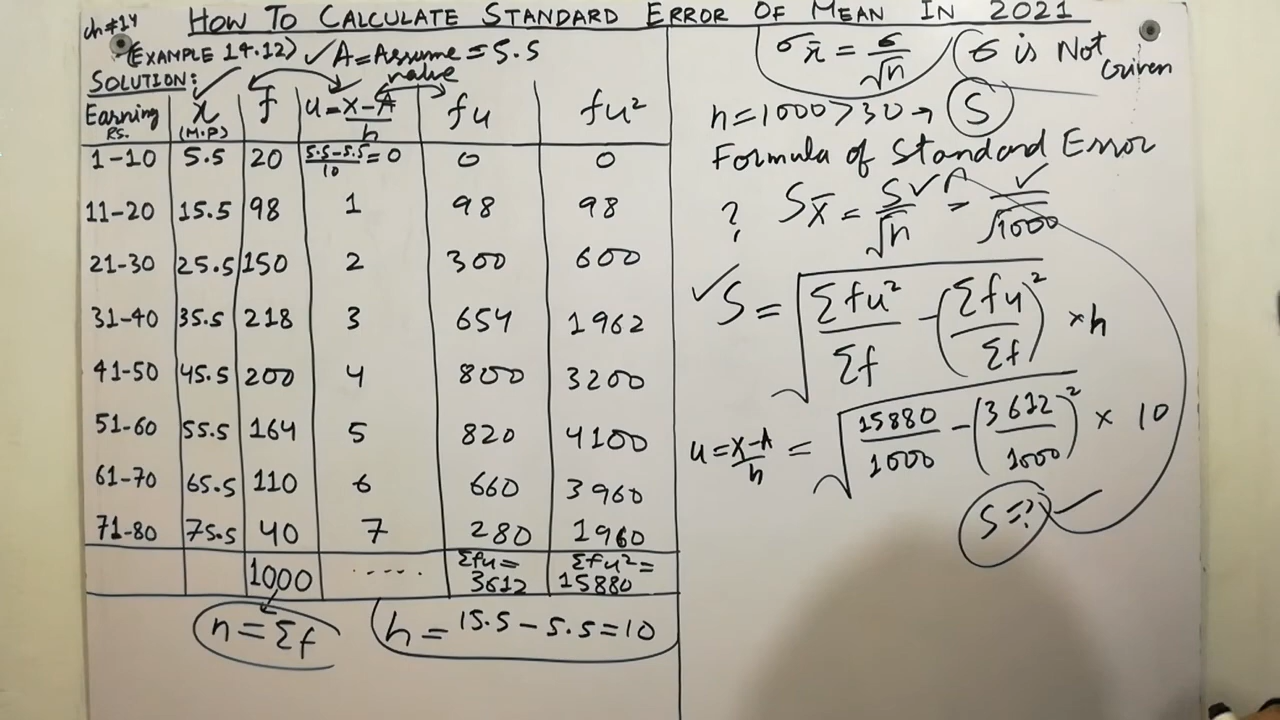 HOW TO CALCULATE STANDARD ERROR OF MEAN IN 2021
ch#14
(EXAMPLE 14.12) ✓ A=Assume=5.5
value
SOLUTION:
Earning Rs. | x (M.P) | f | u=x-A/h | fu | fu²
1-10 | 5.5 | 20 | 5.5-5.5/10=0 | 0 | 0
11-20 | 15.5 | 98 | 1 | 98 | 98
21-30 | 25.5 | 150 | 2 | 300 | 600
31-40 | 35.5 | 218 | 3 | 654 | 1962
41-50 | 45.5 | 200 | 4 | 800 | 3200
51-60 | 55.5 | 164 | 5 | 820 | 4100
61-70 | 65.5 | 110 | 6 | 660 | 3960
71-80 | 75.5 | 40 | 7 | 280 | 1960
1000 | ..... | Σfu=3612 | Σfu²=15880
n=Σf
h=15.5-5.5=10
σx̄ = σ/√n
σ is Not Given
n=1000>30→ S
Formula of Standard Error
? Sx̄ = S/√n = ✓/√1000
✓ S = √(Σfu²/Σf - (Σfu/Σf)²) ×h
u=x-A/h = √(15880/1000 - (3612/1000)²) × 10
S=?